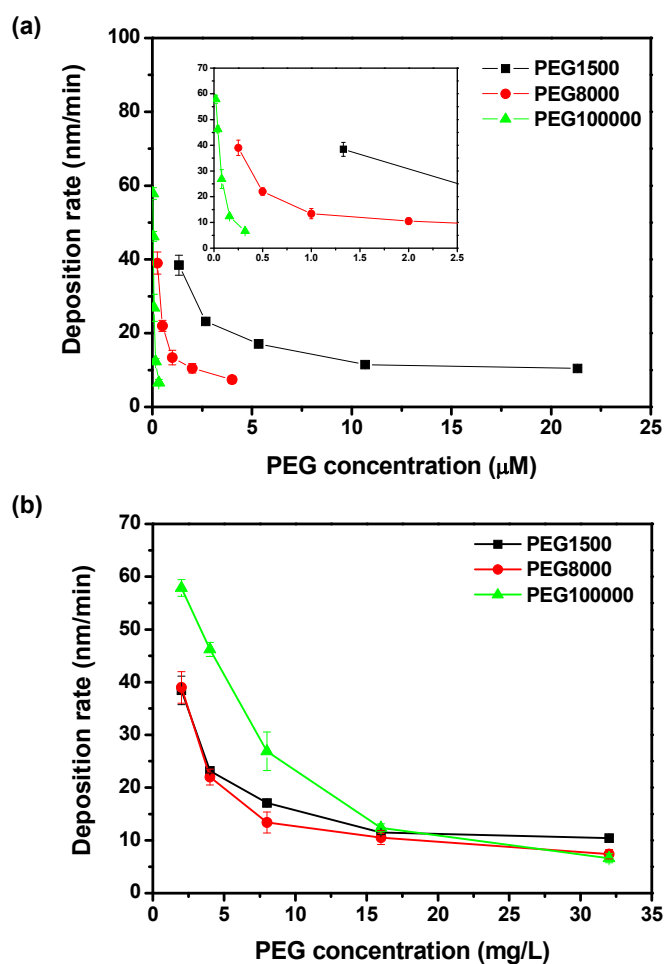 (a)
100
80
60
40
20
0
Deposition rate (nm/min)
0 5 10 15 20 25
PEG concentration (μM)
PEG1500
PEG8000
PEG100000
70
60
50
40
30
20
10
0
0.0 0.5 1.0 1.5 2.0 2.5
(b)
70
60
50
40
30
20
10
0
Deposition rate (nm/min)
0 5 10 15 20 25 30 35
PEG concentration (mg/L)
PEG1500
PEG8000
PEG100000